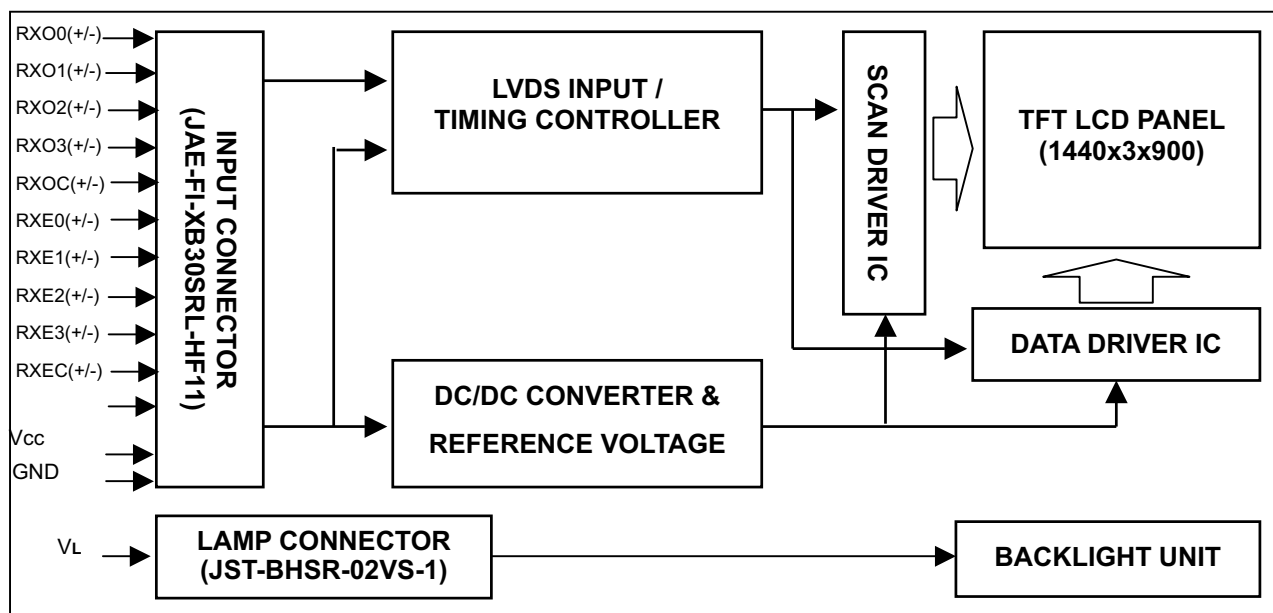 RXO0(+/-)
RXO1(+/-)
RXO2(+/-)
RXO3(+/-)
RXOC(+/-)
RXE0(+/-)
RXE1(+/-)
RXE2(+/-)
RXE3(+/-)
RXEC(+/-)
Vcc
GND
INPUT CONNECTOR
(JAE-FI-XB30SRL-HF11)
LVDS INPUT /
TIMING CONTROLLER
SCAN DRIVER IC
TFT LCD PANEL
(1440x3x900)
DATA DRIVER IC
DC/DC CONVERTER &
REFERENCE VOLTAGE
VL
LAMP CONNECTOR
(JST-BHSR-02VS-1)
BACKLIGHT UNIT